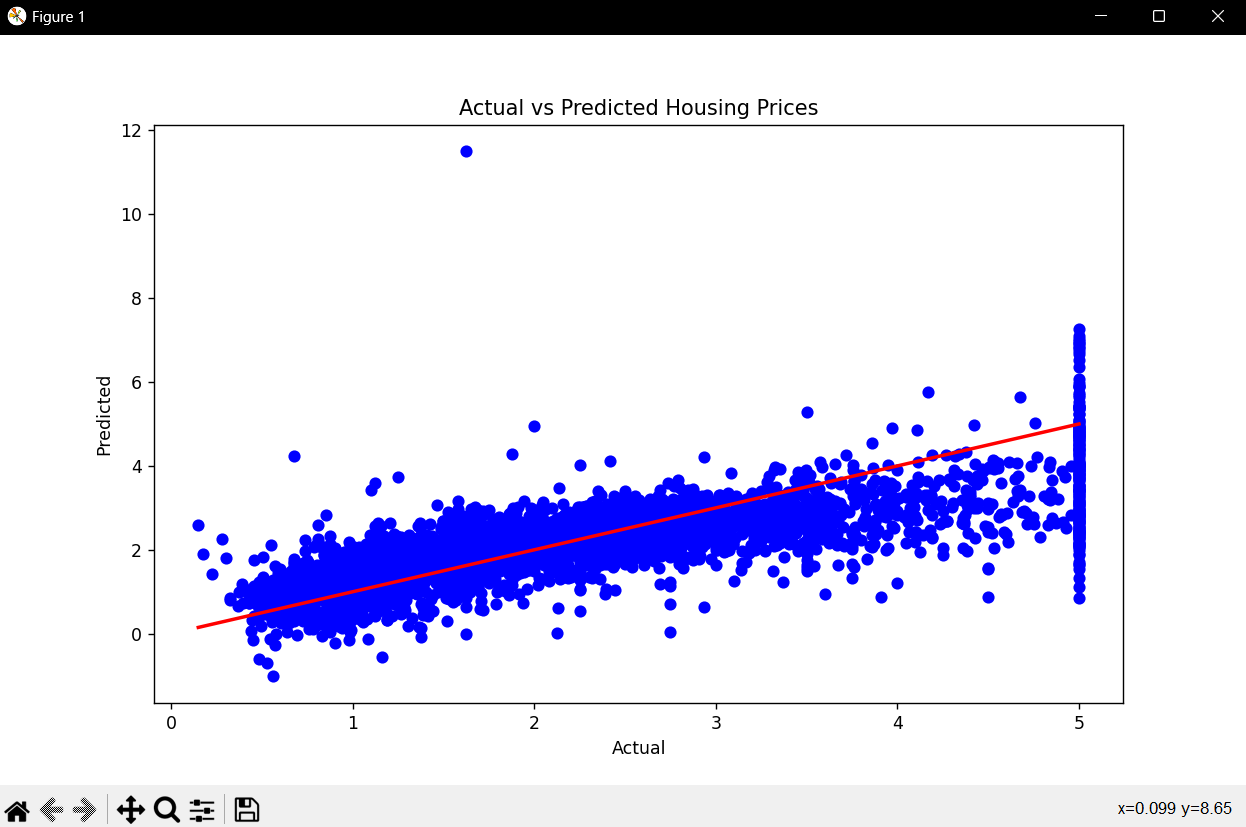 Figure 1
Actual vs Predicted Housing Prices
12
10
8
6
4
2
0
Predicted
0 1 2 3 4 5
Actual
x=0.099 y=8.65